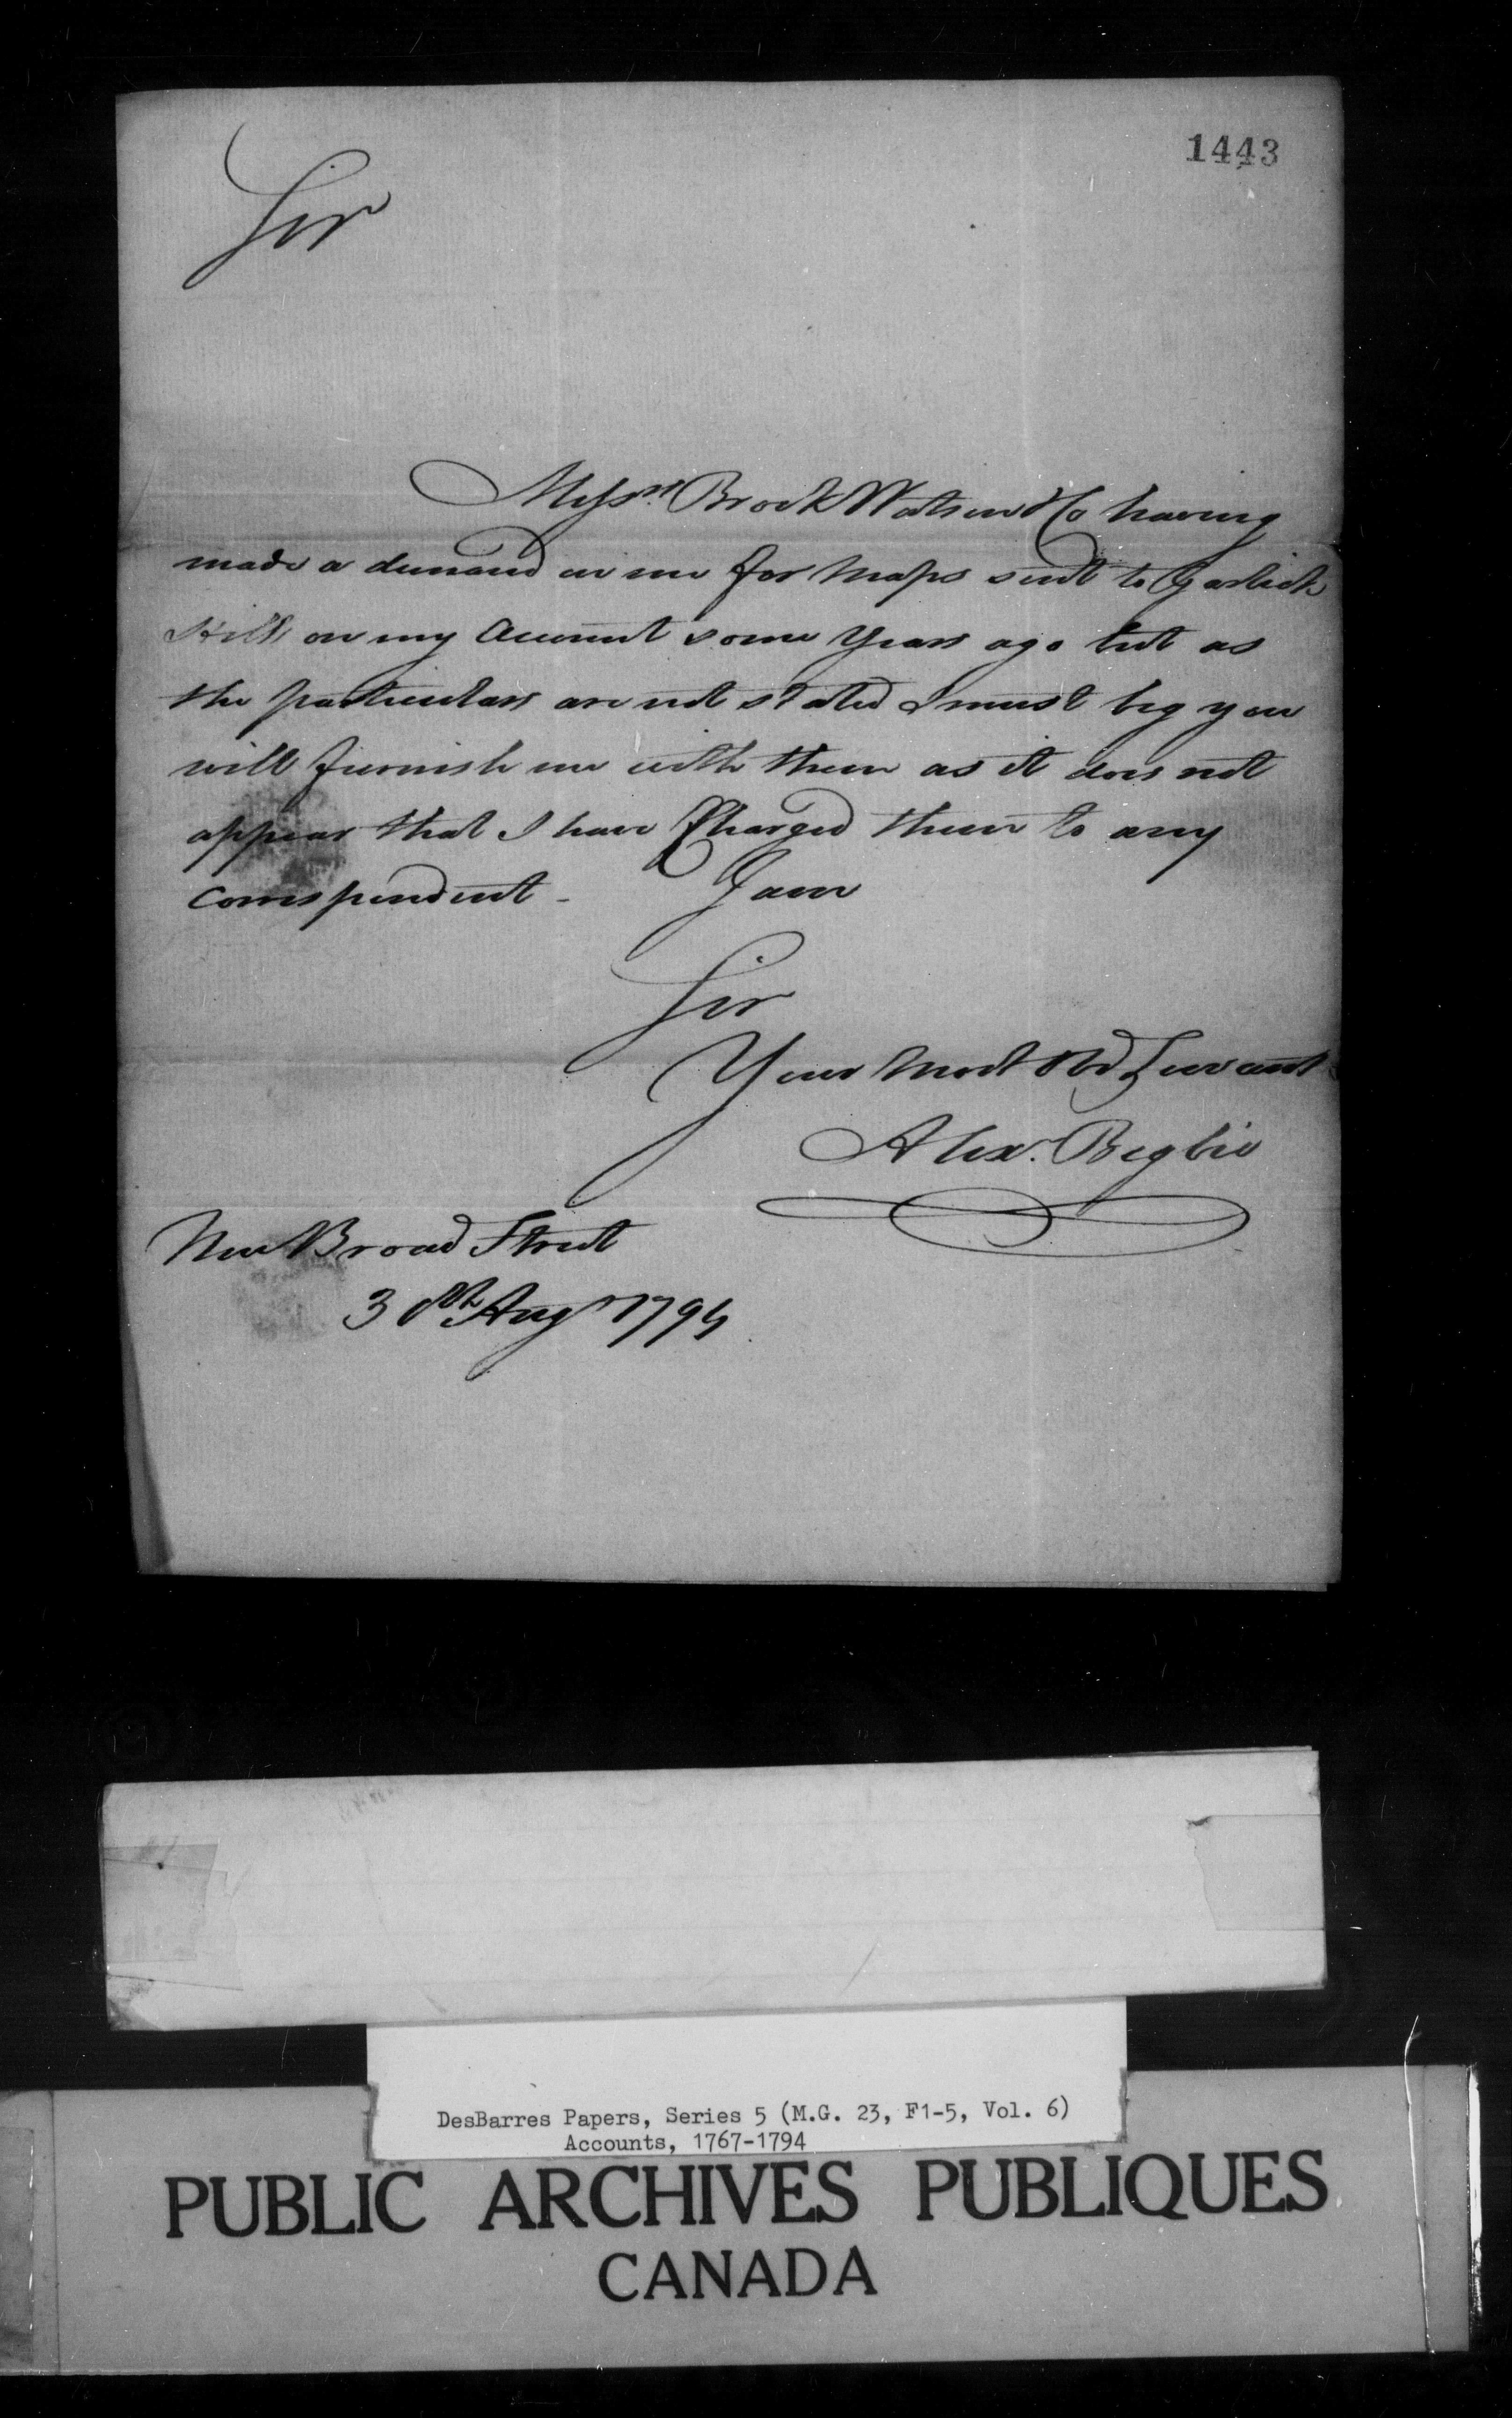 1443
Sir
Messrs. Brook Watson & Co having
made a demand on me for Maps sent to Garlick
Hill on my Account some Years ago but as
the particulars are not stated I must beg you
will furnish me with them as it does not
appear that I have Charged them to any
correspondent - I am
Sir
Your Most Obd Servant
Alexr. Begbie
New Broad Street
30th Augt 1794
DesBarres Papers, Series 5 (M.G. 23, F1-5, Vol. 6)
Accounts, 1767-1794
PUBLIC ARCHIVES PUBLIQUES
CANADA